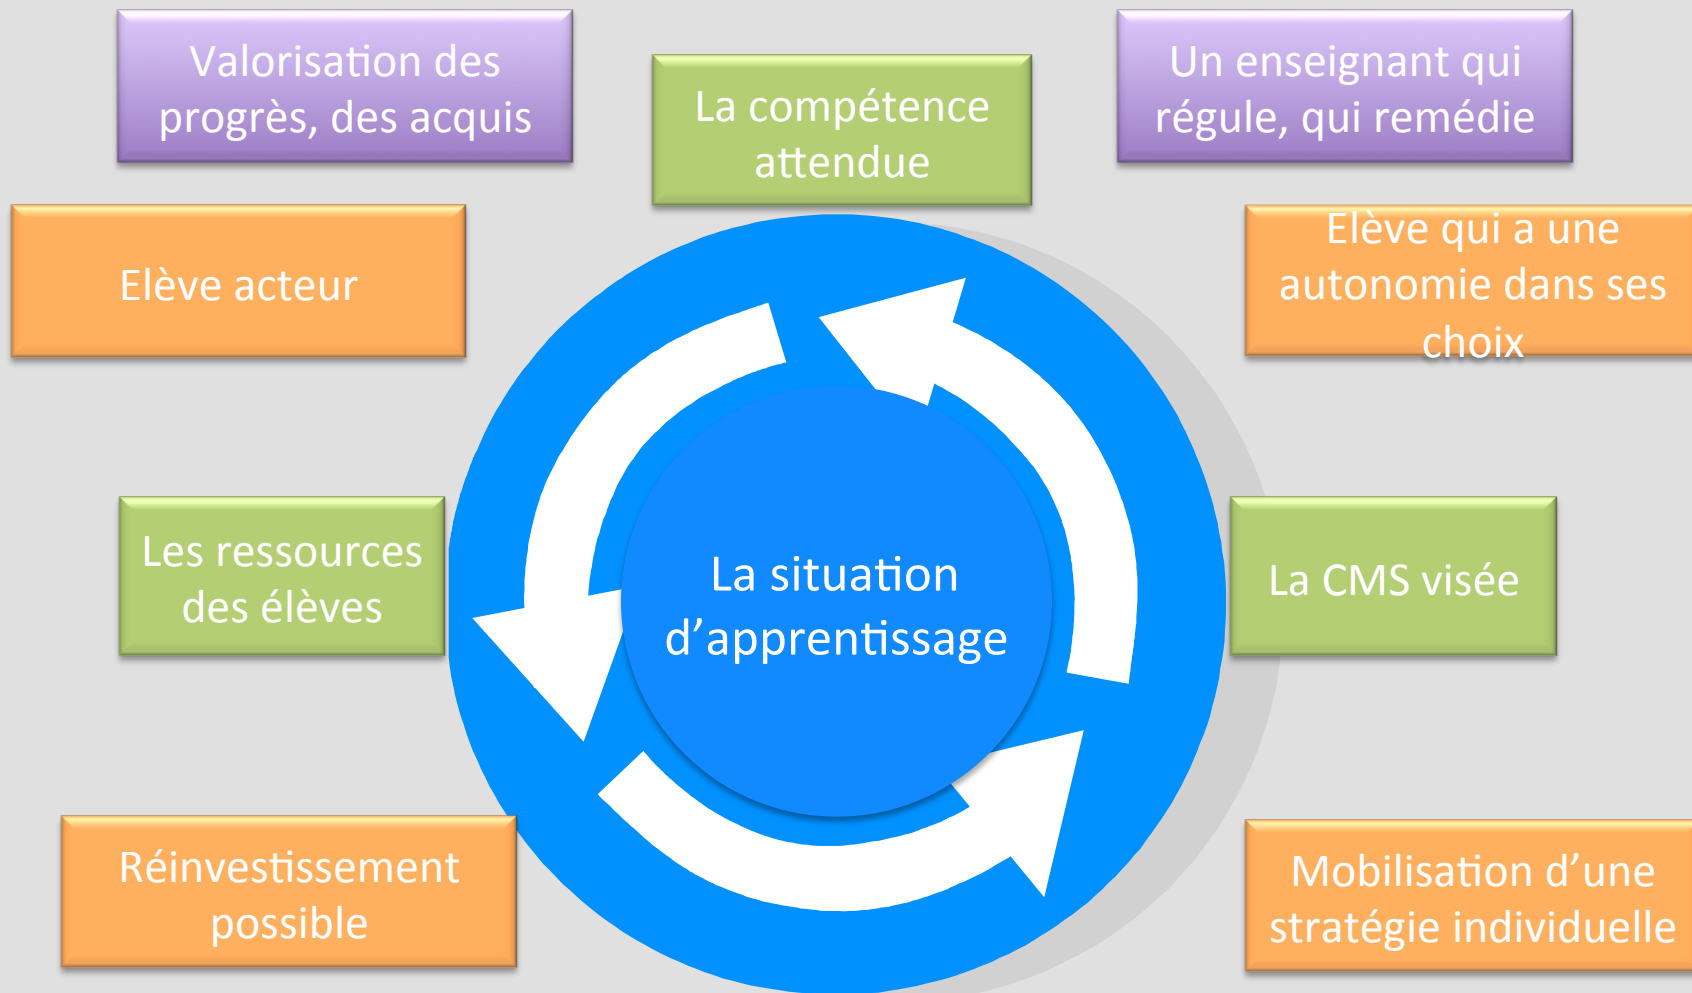 Valorisation des
progrès, des acquis
La compétence
attendue
Un enseignant qui
régule, qui remédie
Elève acteur
Elève qui a une
autonomie dans ses
choix
Les ressources
des élèves
La situation
d’apprentissage
La CMS visée
Réinvestissement
possible
Mobilisation d’une
stratégie individuelle